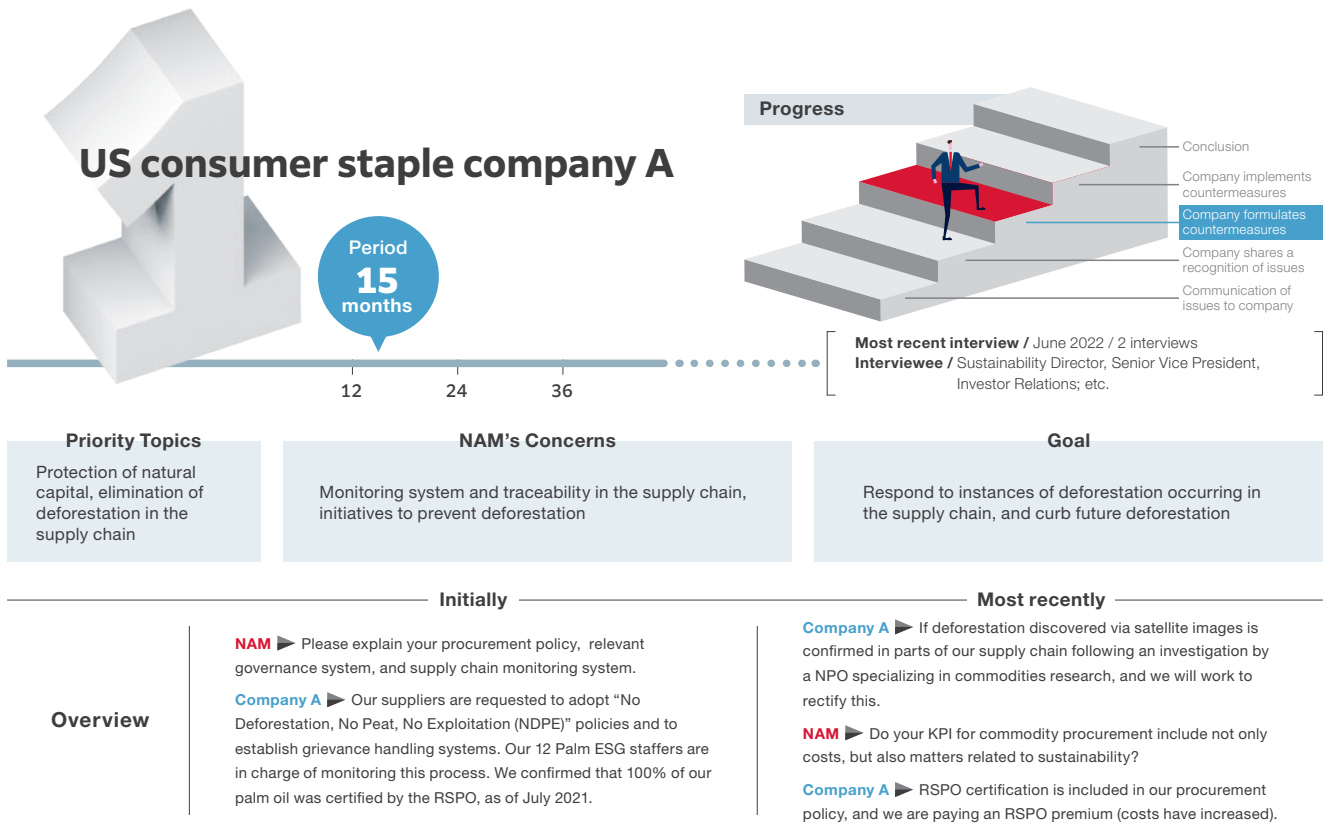 US consumer staple company A
Period
15
months
12
24
36
Progress
Conclusion
Company implements
countermeasures
Company formulates
countermeasures
Company shares a
recognition of issues
Communication of
issues to company
Most recent interview / June 2022 / 2 interviews
Interviewee / Sustainability Director, Senior Vice President,
Investor Relations; etc.
Priority Topics
Protection of natural
capital, elimination of
deforestation in the
supply chain
NAM's Concerns
Monitoring system and traceability in the supply chain,
initiatives to prevent deforestation
Goal
Respond to instances of deforestation occurring in
the supply chain, and curb future deforestation
Overview
Initially
NAM ▶ Please explain your procurement policy, relevant
governance system, and supply chain monitoring system.
Company A ▶ Our suppliers are requested to adopt “No
Deforestation, No Peat, No Exploitation (NDPE)” policies and to
establish grievance handling systems. Our 12 Palm ESG staffers are
in charge of monitoring this process. We confirmed that 100% of our
palm oil was certified by the RSPO, as of July 2021.
Most recently
Company A ▶ If deforestation discovered via satellite images is
confirmed in parts of our supply chain following an investigation by
a NPO specializing in commodities research, and we will work to
rectify this.
NAM ▶ Do your KPI for commodity procurement include not only
costs, but also matters related to sustainability?
Company A ▶ RSPO certification is included in our procurement
policy, and we are paying an RSPO premium (costs have increased).